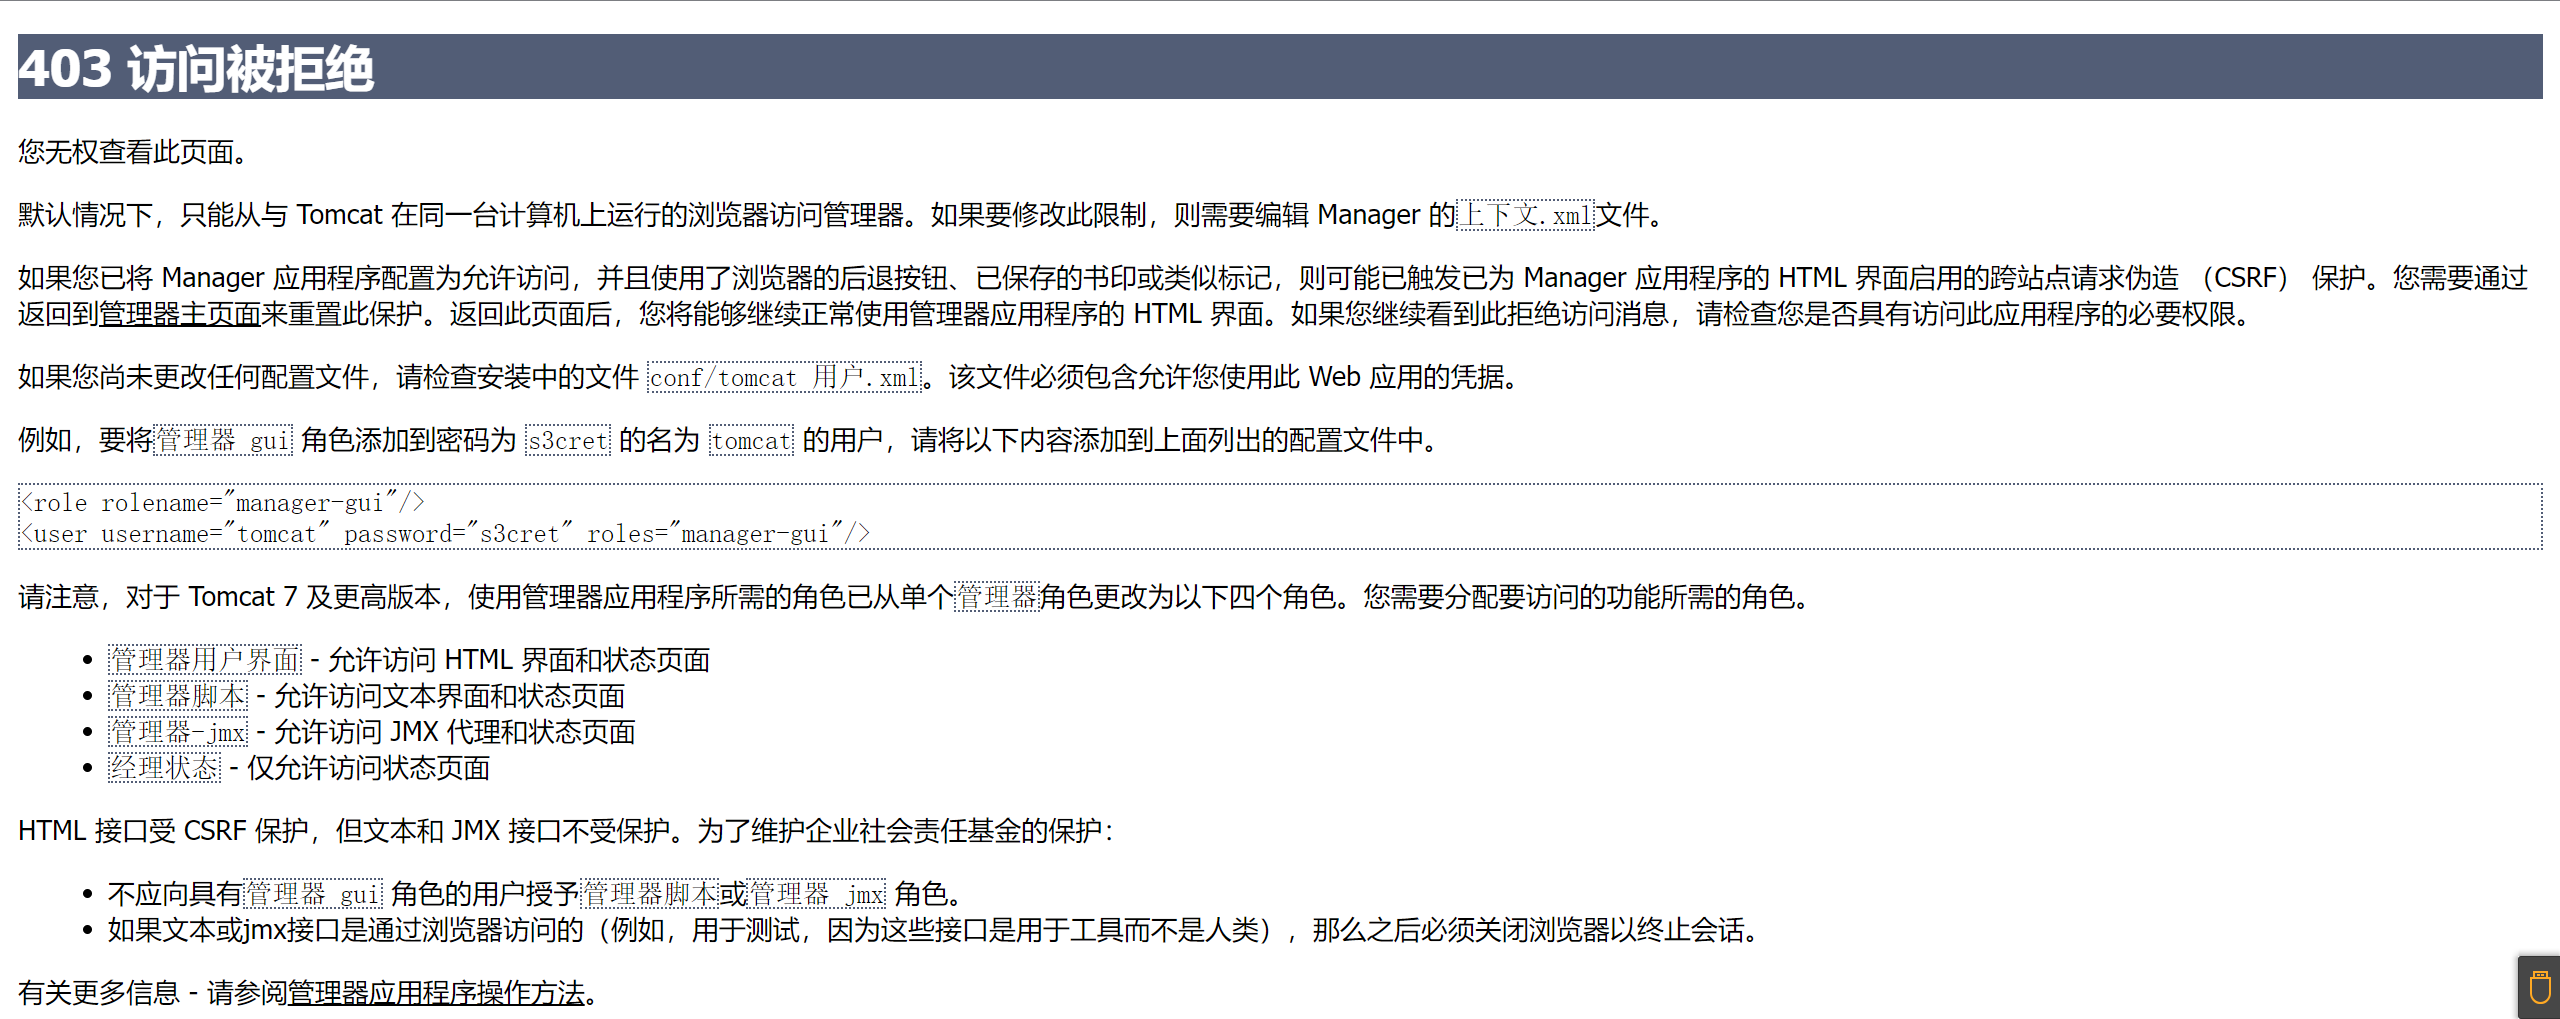 403 访问被拒绝
您无权查看此页面。
默认情况下，只能从与 Tomcat 在同一台计算机上运行的浏览器访问管理器。如果要修改此限制，则需要编辑 Manager 的上下文.xml文件。
如果您已将 Manager 应用程序配置为允许访问，并且使用了浏览器的后退按钮、已保存的书印或类似标记，则可能已触发已为 Manager 应用程序的 HTML 界面启用的跨站点请求伪造 （CSRF） 保护。您需要通过
返回到管理器主页面来重置此保护。返回此页面后，您将能够继续正常使用管理器应用程序的 HTML 界面。如果您继续看到此拒绝访问消息，请检查您是否具有访问此应用程序的必要权限。
如果您尚未更改任何配置文件，请检查安装中的文件 conf/tomcat 用户.xml。该文件必须包含允许您使用此 Web 应用的凭据。
例如，要将管理器 gui 角色添加到密码为 s3cret 的名为 tomcat 的用户，请将以下内容添加到上面列出的配置文件中。
<role rolename="manager-gui"/>
<user username="tomcat" password="s3cret" roles="manager-gui"/>
请注意，对于 Tomcat 7 及更高版本，使用管理器应用程序所需的角色已从单个管理器角色更改为以下四个角色。您需要分配要访问的功能所需的角色。
• 管理器用户界面 - 允许访问 HTML 界面和状态页面
• 管理器脚本 - 允许访问文本界面和状态页面
• 管理器-jmx - 允许访问 JMX 代理和状态页面
• 经理状态 - 仅允许访问状态页面
HTML 接口受 CSRF 保护，但文本和 JMX 接口不受保护。为了维护企业社会责任基金的保护：
• 不应向具有管理器 gui 角色的用户授予管理器脚本或管理器 jmx 角色。
• 如果文本或jmx接口是通过浏览器访问的（例如，用于测试，因为这些接口是用于工具而不是人类），那么之后必须关闭浏览器以终止会话。
有关更多信息 - 请参阅管理器应用程序操作方法。